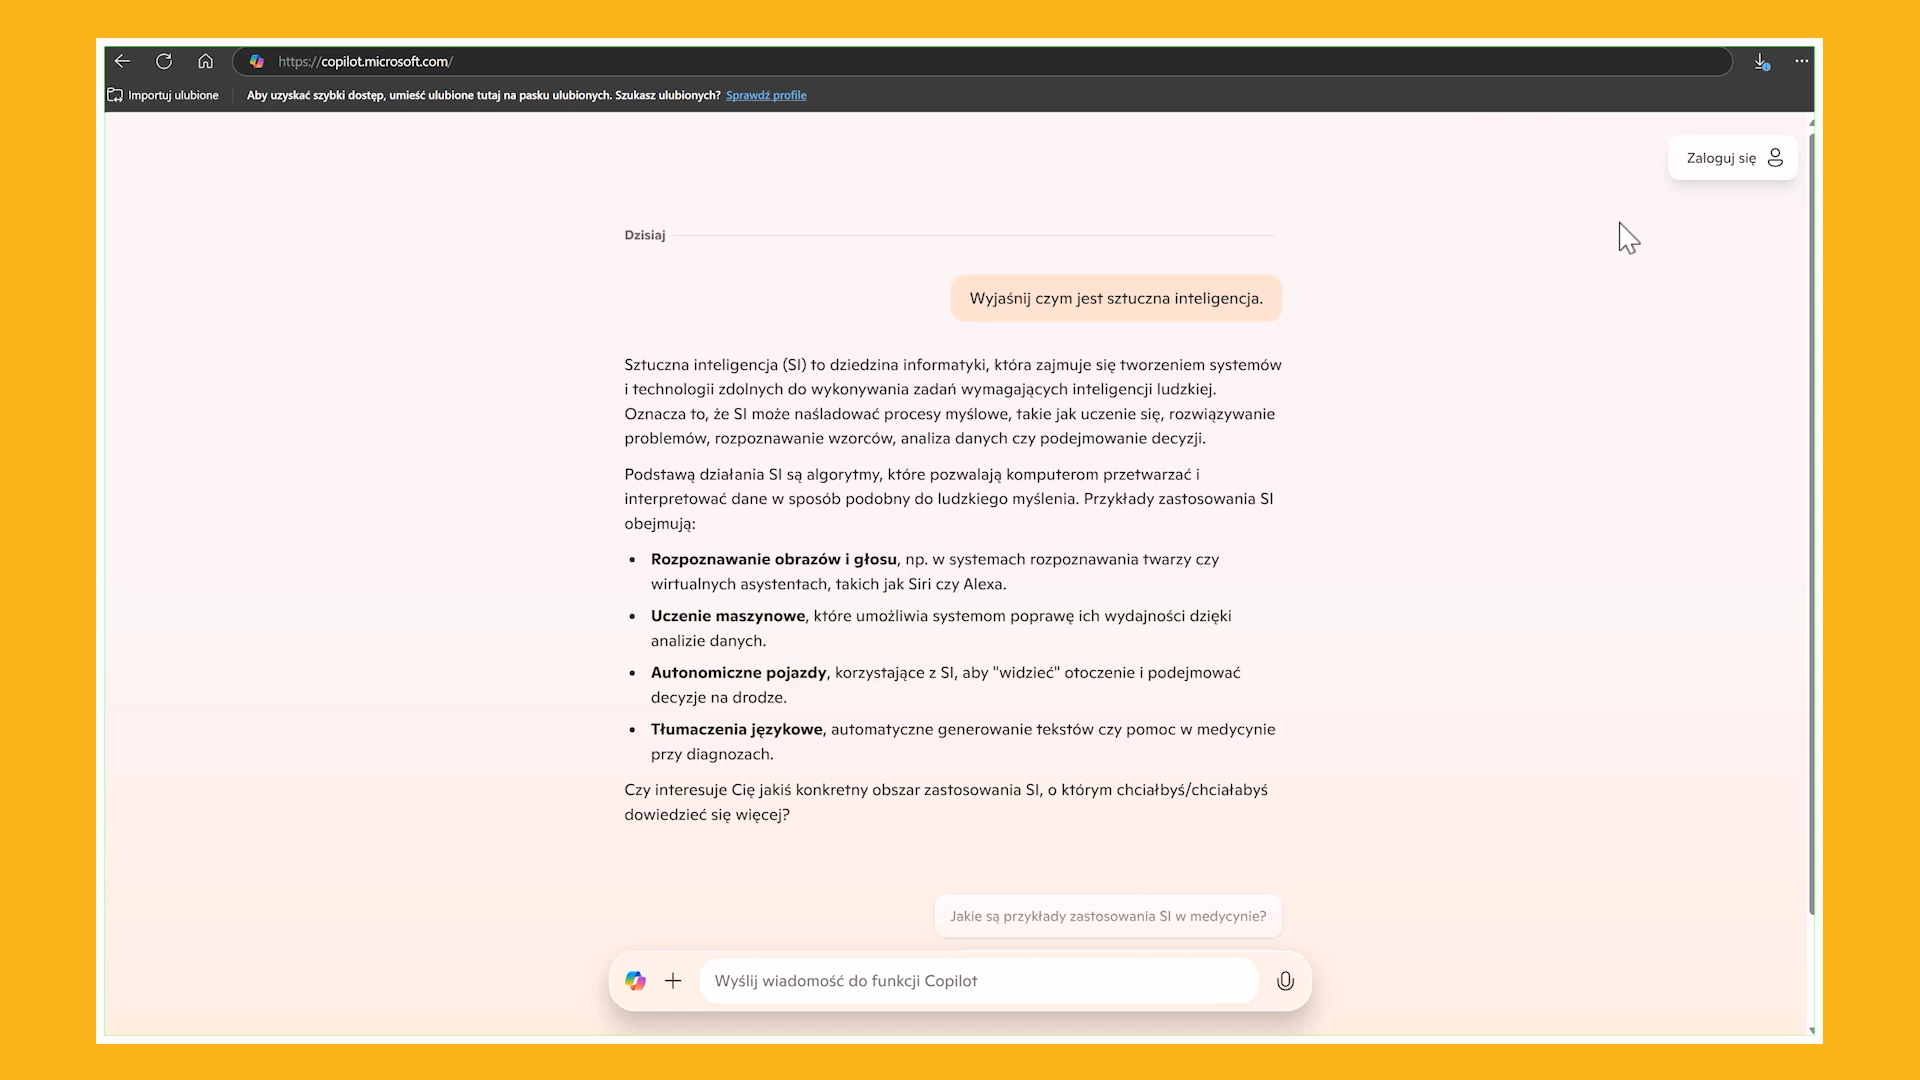 https://copilot.microsoft.com/
Importuj ulubione
Aby uzyskać szybki dostęp, umieść ulubione tutaj na pasku ulubionych. Szukasz ulubionych? Sprawdź profile
Zaloguj się
Dzisiaj
Wyjaśnij czym jest sztuczna inteligencja.
Sztuczna inteligencja (SI) to dziedzina informatyki, która zajmuje się tworzeniem systemów
i technologii zdolnych do wykonywania zadań wymagających inteligencji ludzkiej.
Oznacza to, że SI może naśladować procesy myślowe, takie jak uczenie się, rozwiązywanie
problemów, rozpoznawanie wzorców, analiza danych czy podejmowanie decyzji.
Podstawą działania SI są algorytmy, które pozwalają komputerom przetwarzać i
interpretować dane w sposób podobny do ludzkiego myślenia. Przykłady zastosowania SI
obejmują:
• Rozpoznawanie obrazów i głosu, np. w systemach rozpoznawania twarzy czy
wirtualnych asystentach, takich jak Siri czy Alexa.
• Uczenie maszynowe, które umożliwia systemom poprawę ich wydajności dzięki
analizie danych.
• Autonomiczne pojazdy, korzystające z SI, aby "widzieć" otoczenie i podejmować
decyzje na drodze.
• Tłumaczenia językowe, automatyczne generowanie tekstów czy pomoc w medycynie
przy diagnozach.
Czy interesuje Cię jakiś konkretny obszar zastosowania SI, o którym chciałbyś/chciałabyś
dowiedzieć się więcej?
Jakie są przykłady zastosowania SI w medycynie?
Wyślij wiadomość do funkcji Copilot